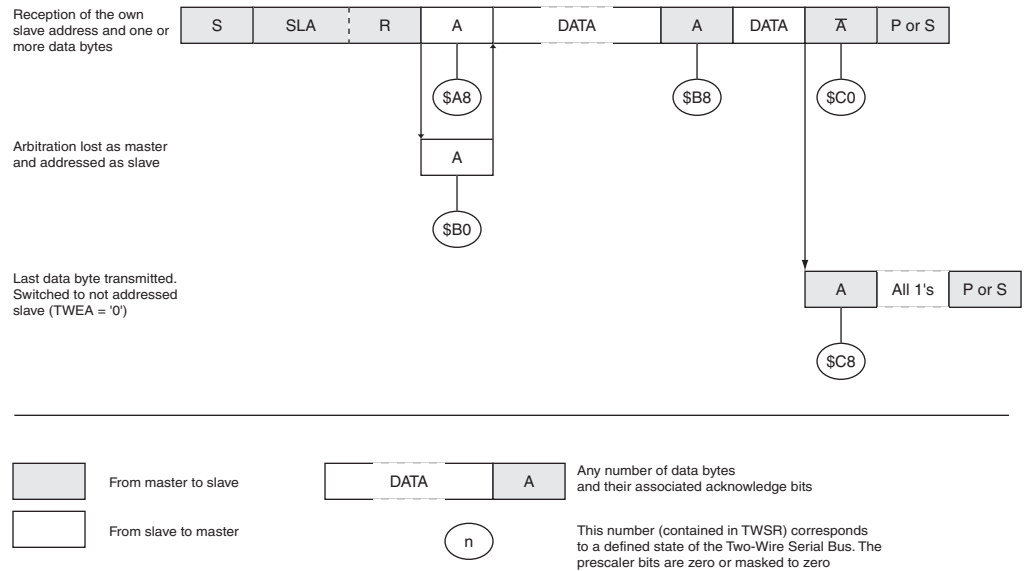 Reception of the own
slave address and one or
more data bytes
S SLA R A DATA A DATA A̅ P or S
$A8 $B8 $C0
Arbitration lost as master
and addressed as slave
A
$B0
Last data byte transmitted.
Switched to not addressed
slave (TWEA = '0')
A All 1's P or S
$C8
From master to slave
From slave to master
DATA A
Any number of data bytes
and their associated acknowledge bits
n
This number (contained in TWSR) corresponds
to a defined state of the Two-Wire Serial Bus. The
prescaler bits are zero or masked to zero